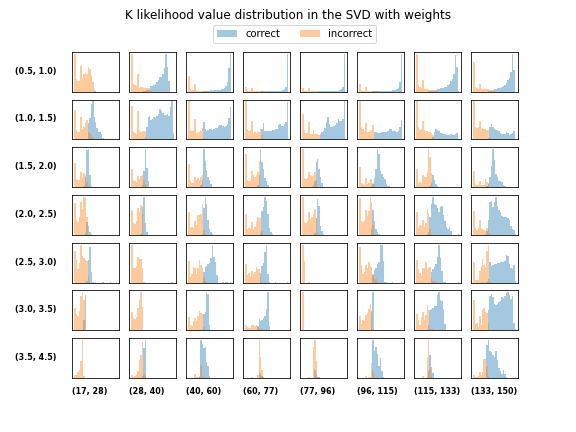 K likelihood value distribution in the SVD with weights
correct incorrect
(0.5, 1.0)
(1.0, 1.5)
(1.5, 2.0)
(2.0, 2.5)
(2.5, 3.0)
(3.0, 3.5)
(3.5, 4.5)
(17, 28) (28, 40) (40, 60) (60, 77) (77, 96) (96, 115) (115, 133) (133, 150)